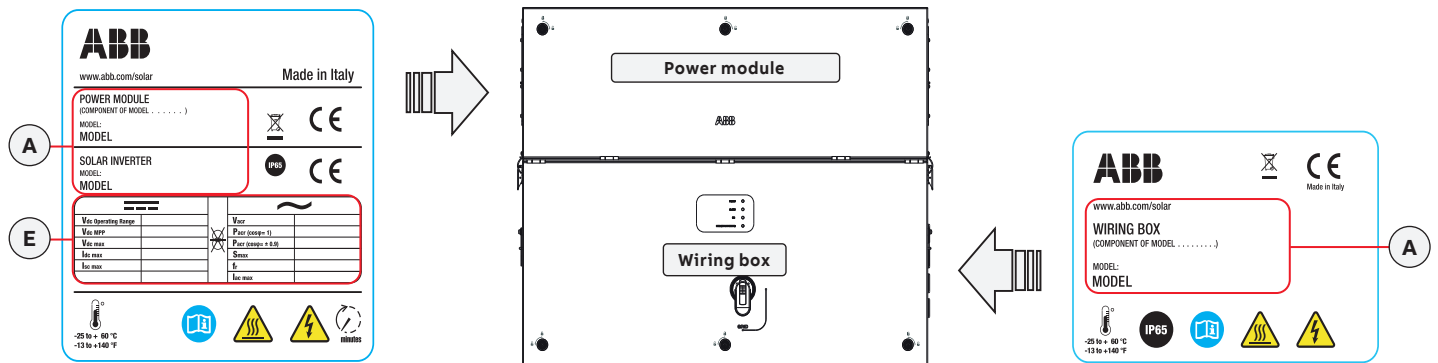 ABB
www.abb.com/solar
Made in Italy
POWER MODULE
(COMPONENT OF MODEL . . . . . . )
MODEL:
MODEL
CE
SOLAR INVERTER
MODEL:
MODEL
IP65
CE
Vdc Operating Range
Vdc MPP
Vdc max
Idc max
Isc max
Vacr
Pacr (cosφ= 1)
Pacr (cosφ= ± 0.9)
Smax
fr
Iac max
-25 to + 60 °C
-13 to +140 °F
minutes
A
E
Power module
ABB
Wiring box
GRID
ABB
CE
Made in Italy
www.abb.com/solar
WIRING BOX
(COMPONENT OF MODEL . . . . . . . . .)
MODEL:
MODEL
-25 to + 60 °C
-13 to +140 °F
IP65
A